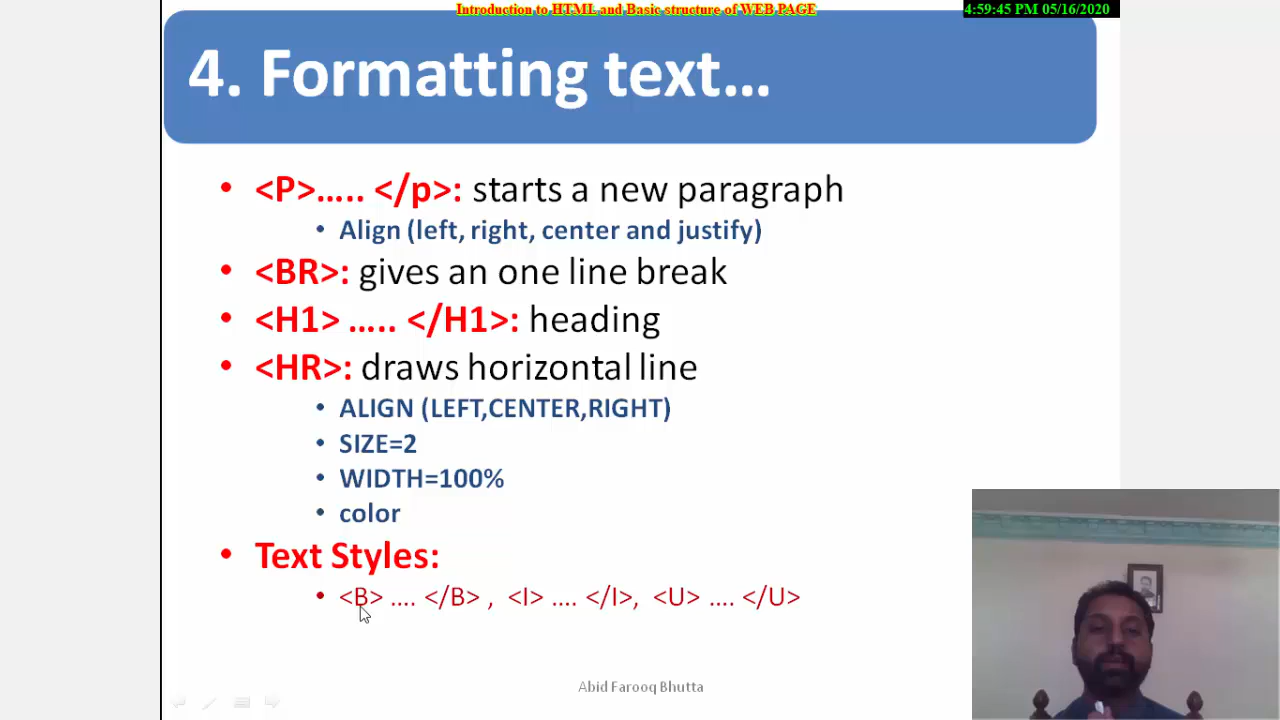 Introduction to HTML and Basic structure of WEB PAGE
4:59:45 PM 05/16/2020
4. Formatting text...
• <P>..... </p>: starts a new paragraph
• Align (left, right, center and justify)
• <BR>: gives an one line break
• <H1> ..... </H1>: heading
• <HR>: draws horizontal line
• ALIGN (LEFT,CENTER,RIGHT)
• SIZE=2
• WIDTH=100%
• color
• Text Styles:
• <B> .... </B> , <I> .... </I>, <U> .... </U>
Abid Farooq Bhutta